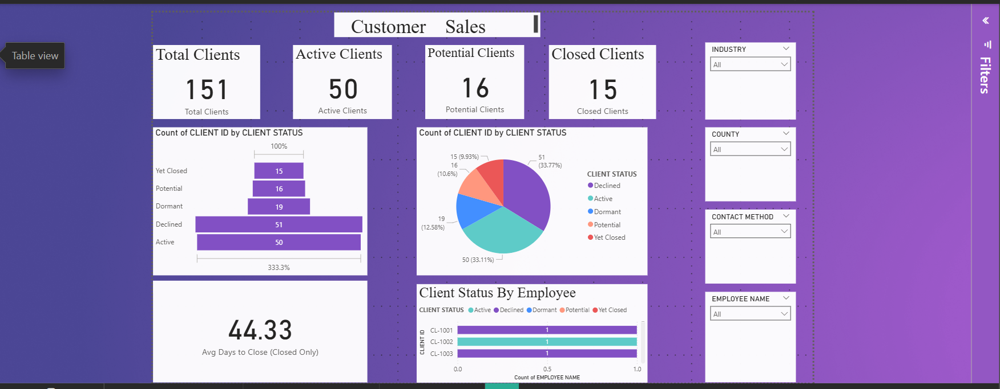 Customer Sales
Table view
Total Clients
151
Total Clients
Active Clients
50
Active Clients
Potential Clients
16
Potential Clients
Closed Clients
15
Closed Clients
INDUSTRY
All
Filters
Count of CLIENT ID by CLIENT STATUS
100%
Yet Closed 15
Potential 16
Dormant 19
Declined 51
Active 50
333.3%
Count of CLIENT ID by CLIENT STATUS
15 (9.93%)
16
(10.6%)
19
(12.58%)
50 (33.11%)
51
(33.77%)
CLIENT STATUS
Declined
Active
Dormant
Potential
Yet Closed
COUNTY
All
CONTACT METHOD
All
44.33
Avg Days to Close (Closed Only)
Client Status By Employee
CLIENT STATUS Active Declined Dormant Potential Yet Closed
CLIENT ID
CL-1001 1
CL-1002 1
CL-1003 1
0.0 0.5 1.0
Count of EMPLOYEE NAME
EMPLOYEE NAME
All